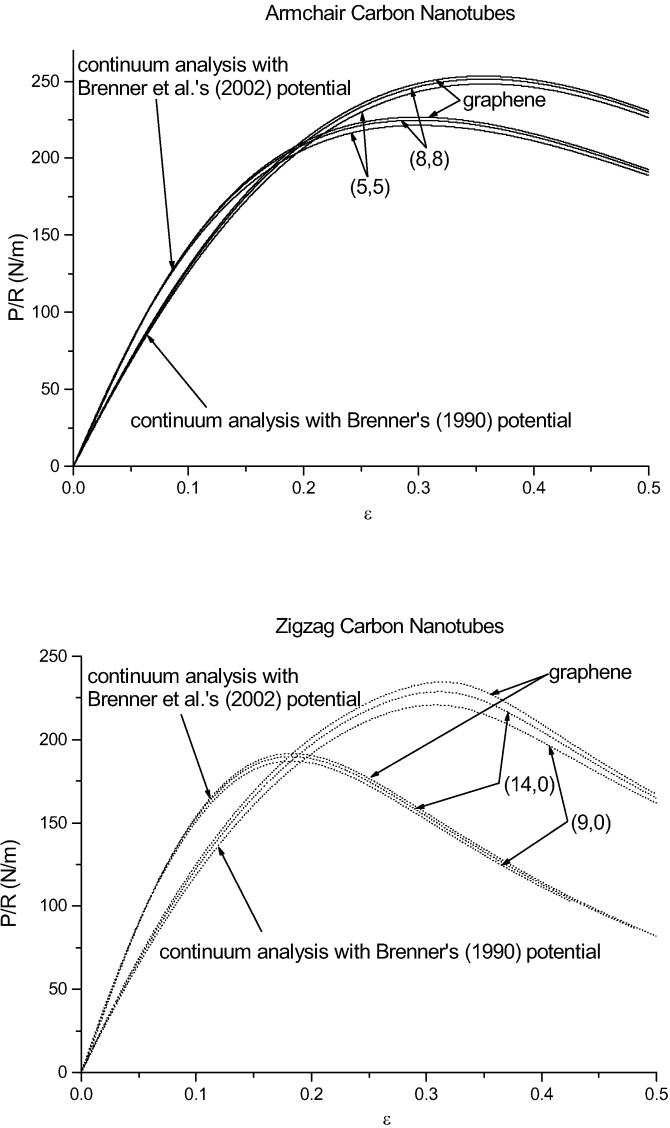 Armchair Carbon Nanotubes
continuum analysis with
Brenner et al.'s (2002) potential
graphene
(8,8)
(5,5)
continuum analysis with Brenner's (1990) potential
P/R (N/m)
250
200
150
100
50
0
0.0 0.1 0.2 0.3 0.4 0.5
ε
Zigzag Carbon Nanotubes
continuum analysis with
Brenner et al.'s (2002) potential
graphene
(14,0)
(9,0)
continuum analysis with Brenner's (1990) potential
P/R (N/m)
250
200
150
100
50
0
0.0 0.1 0.2 0.3 0.4 0.5
ε